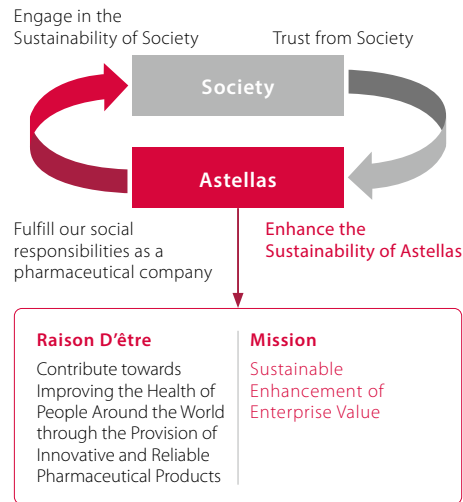 Engage in the
Sustainability of Society
Trust from Society
Society
Astellas
Fulfill our social
responsibilities as a
pharmaceutical company
Enhance the
Sustainability of Astellas
Raison D’être
Contribute towards
Improving the Health of
People Around the World
through the Provision of
Innovative and Reliable
Pharmaceutical Products
Mission
Sustainable
Enhancement of
Enterprise Value